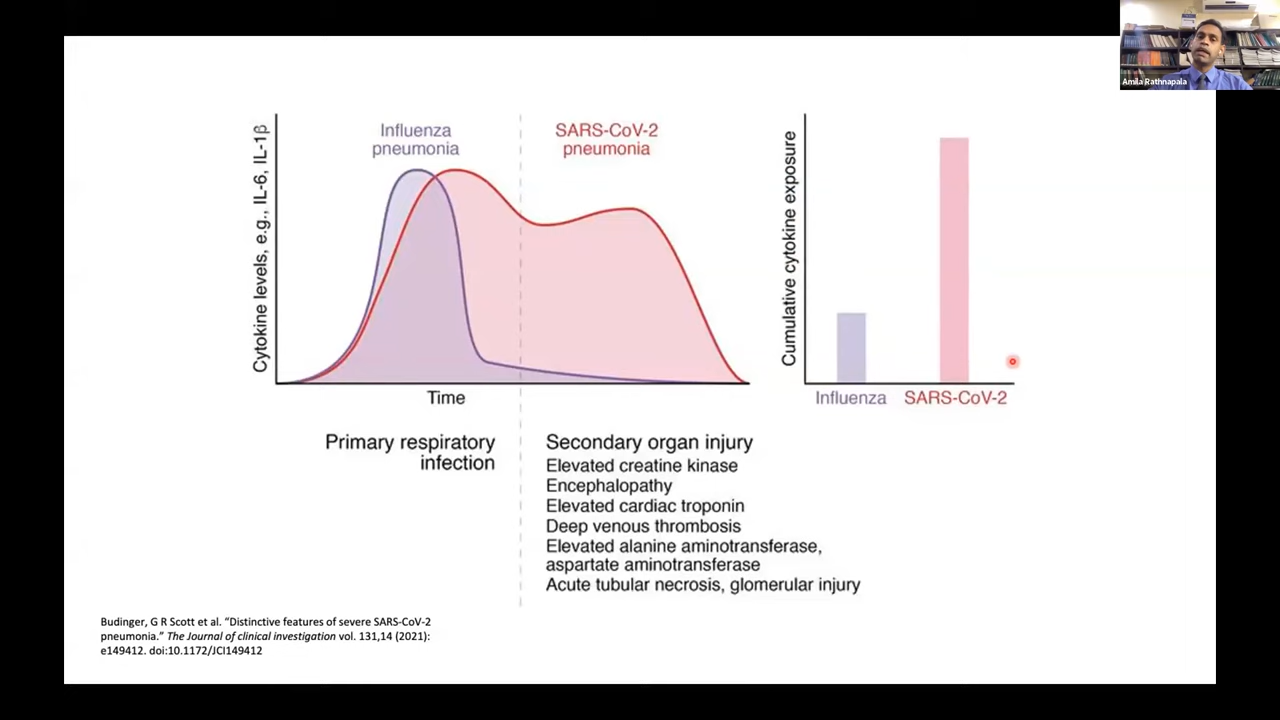 Amila Rathnapala
Influenza
pneumonia
SARS-CoV-2
pneumonia
Cytokine levels, e.g., IL-6, IL-1β
Time
Cumulative cytokine exposure
Influenza
SARS-CoV-2
Primary respiratory
infection
Secondary organ injury
Elevated creatine kinase
Encephalopathy
Elevated cardiac troponin
Deep venous thrombosis
Elevated alanine aminotransferase,
aspartate aminotransferase
Acute tubular necrosis, glomerular injury
Budinger, G R Scott et al. “Distinctive features of severe SARS-CoV-2
pneumonia.” The Journal of clinical investigation vol. 131,14 (2021):
e149412. doi:10.1172/JCI149412